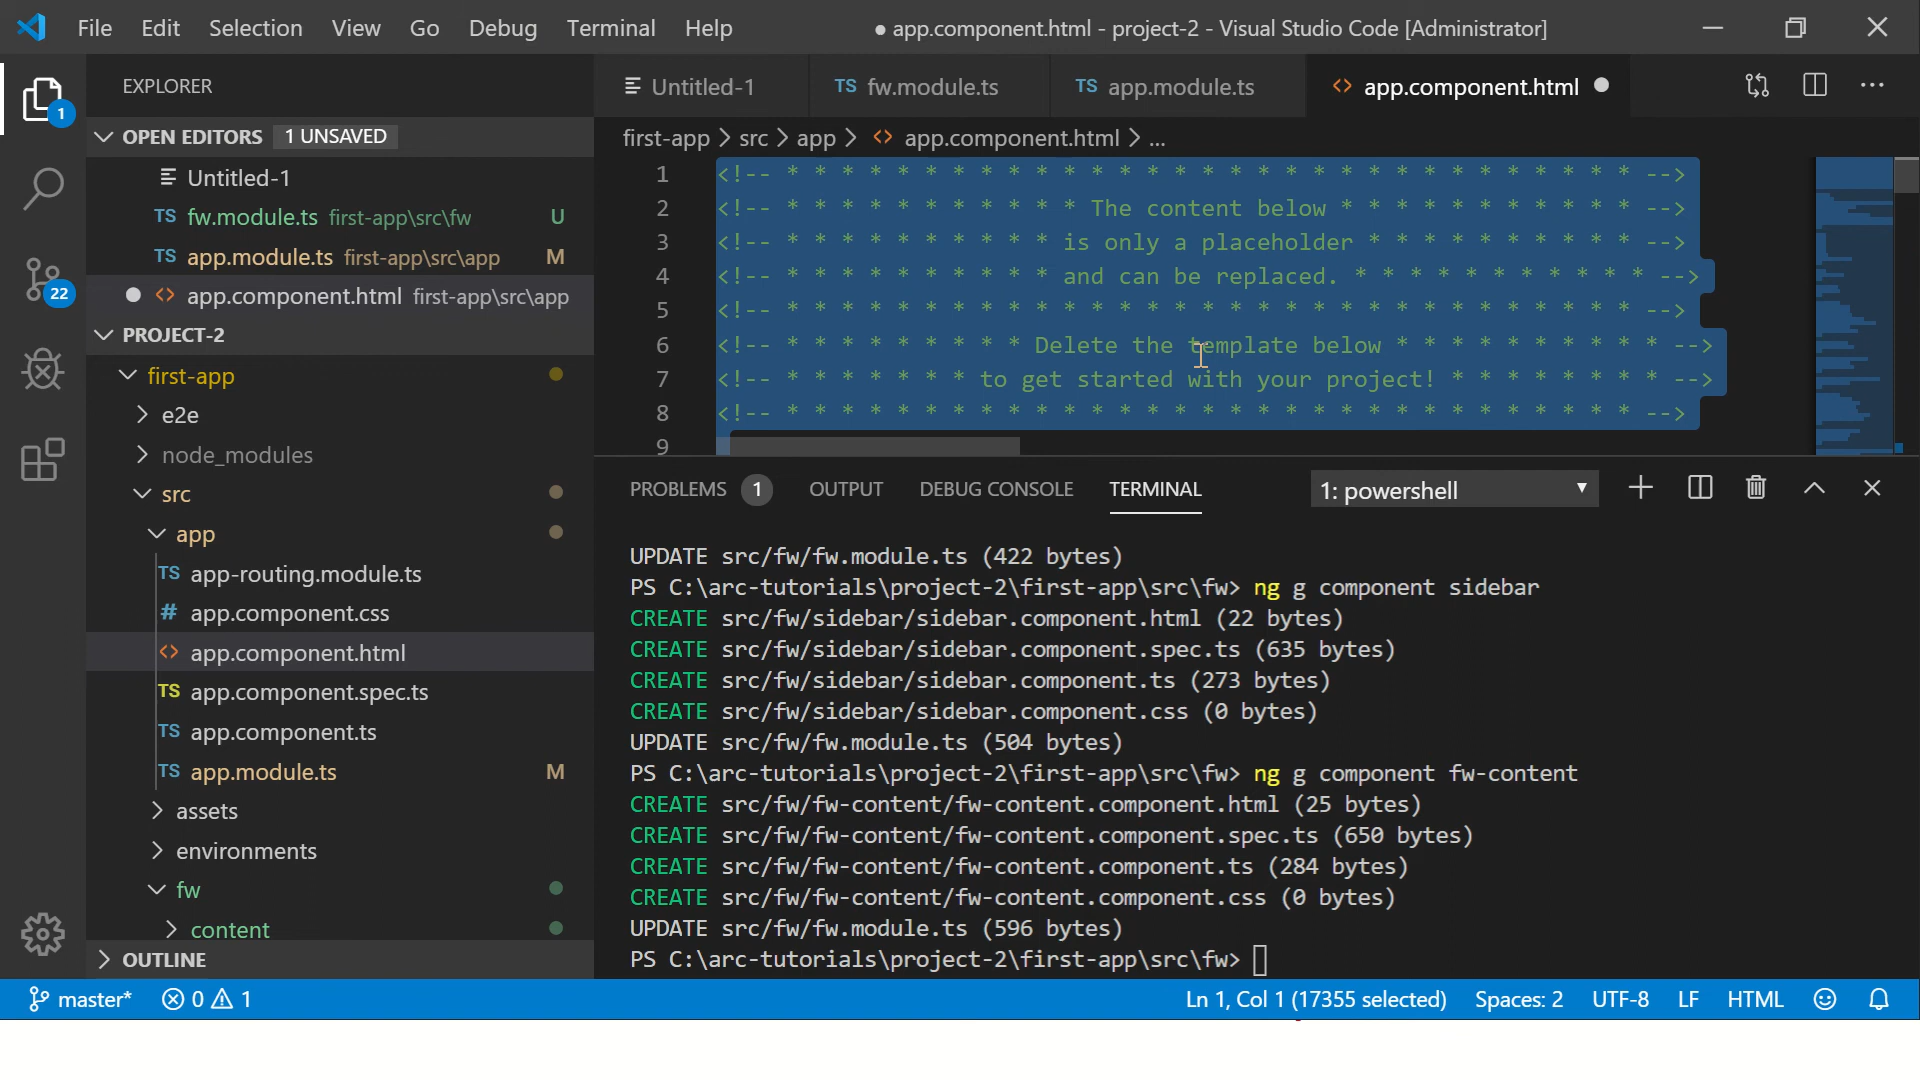 File Edit Selection View Go Debug Terminal Help ● app.component.html - project-2 - Visual Studio Code [Administrator]
EXPLORER
1
OPEN EDITORS 1 UNSAVED
Untitled-1
TS fw.module.ts first-app\src\fw U
TS app.module.ts first-app\src\app M
<> app.component.html first-app\src\app
22
PROJECT-2
first-app
e2e
node_modules
src
app
TS app-routing.module.ts
# app.component.css
<> app.component.html
TS app.component.spec.ts
TS app.component.ts
TS app.module.ts M
assets
environments
fw
content
OUTLINE
Untitled-1 TS fw.module.ts TS app.module.ts <> app.component.html ●
first-app > src > app > <> app.component.html > ...
1 <!-- * * * * * * * * * * * * * * * * * * * * * * * * * * * * * * * -->
2 <!-- * * * * * * * * * * * The content below * * * * * * * * * * * -->
3 <!-- * * * * * * * * * * is only a placeholder * * * * * * * * * * -->
4 <!-- * * * * * * * * * * and can be replaced. * * * * * * * * * * * -->
5 <!-- * * * * * * * * * * * * * * * * * * * * * * * * * * * * * * * -->
6 <!-- * * * * * * * * * Delete the template below * * * * * * * * * * -->
7 <!-- * * * * * * * to get started with your project! * * * * * * * * -->
8 <!-- * * * * * * * * * * * * * * * * * * * * * * * * * * * * * * * -->
9
PROBLEMS 1 OUTPUT DEBUG CONSOLE TERMINAL 1: powershell
UPDATE src/fw/fw.module.ts (422 bytes)
PS C:\arc-tutorials\project-2\first-app\src\fw> ng g component sidebar
CREATE src/fw/sidebar/sidebar.component.html (22 bytes)
CREATE src/fw/sidebar/sidebar.component.spec.ts (635 bytes)
CREATE src/fw/sidebar/sidebar.component.ts (273 bytes)
CREATE src/fw/sidebar/sidebar.component.css (0 bytes)
UPDATE src/fw/fw.module.ts (504 bytes)
PS C:\arc-tutorials\project-2\first-app\src\fw> ng g component fw-content
CREATE src/fw/fw-content/fw-content.component.html (25 bytes)
CREATE src/fw/fw-content/fw-content.component.spec.ts (650 bytes)
CREATE src/fw/fw-content/fw-content.component.ts (284 bytes)
CREATE src/fw/fw-content/fw-content.component.css (0 bytes)
UPDATE src/fw/fw.module.ts (596 bytes)
PS C:\arc-tutorials\project-2\first-app\src\fw>
master* 0 1 Ln 1, Col 1 (17355 selected) Spaces: 2 UTF-8 LF HTML